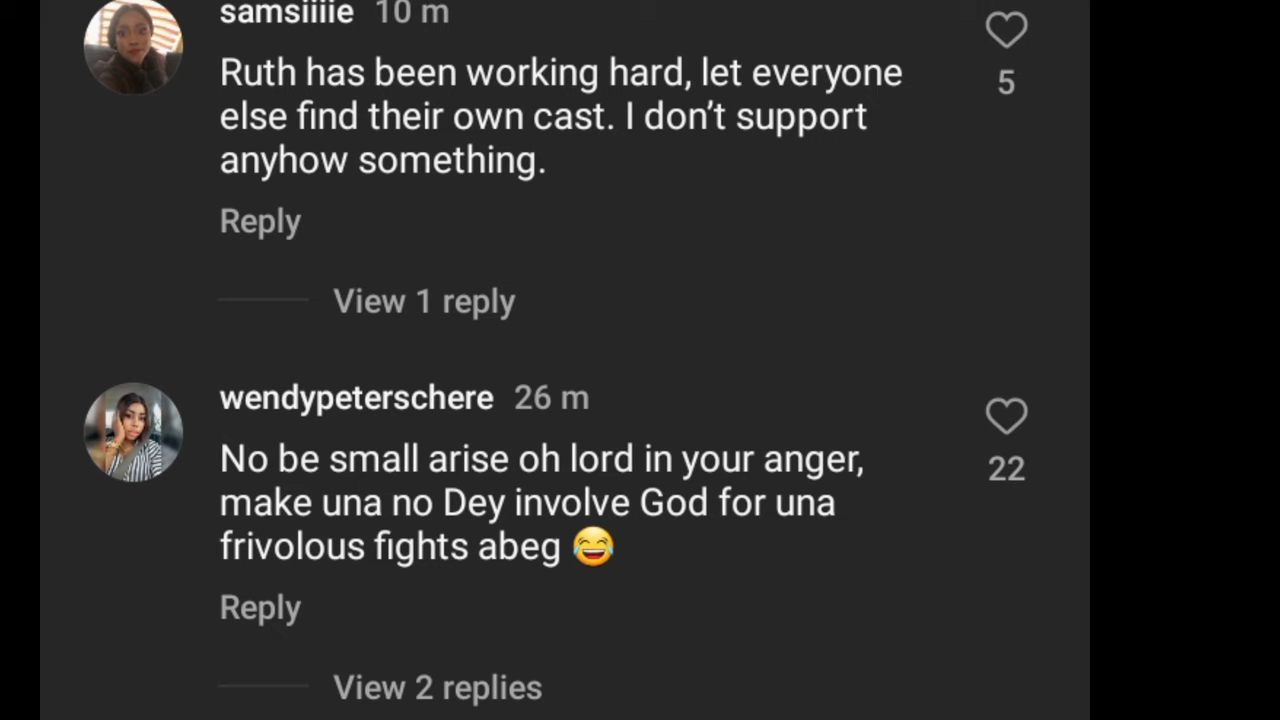 samsiiiie 10 m
Ruth has been working hard, let everyone
5
else find their own cast. I don’t support
anyhow something.
Reply
View 1 reply
wendypeterschere 26 m
No be small arise oh lord in your anger,
22
make una no Dey involve God for una
frivolous fights abeg 😂
Reply
View 2 replies